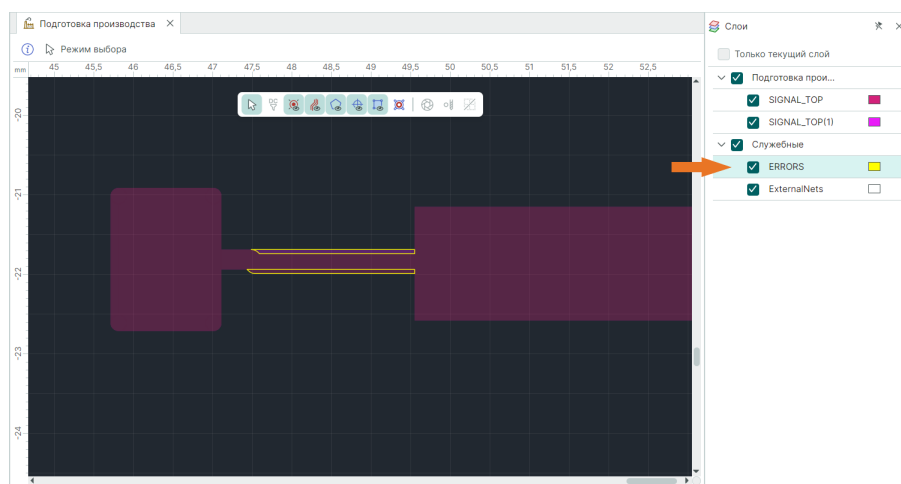 Подготовка производства
Слои
Режим выбора
Только текущий слой
mm 45 45,5 46 46,5 47 47,5 48 48,5 49 49,5 50 50,5 51 51,5 52 52,5
Подготовка прои...
SIGNAL_TOP
-20
SIGNAL_TOP(1)
Служебные
ERRORS
ExternalNets
-21
-22
-23
-24